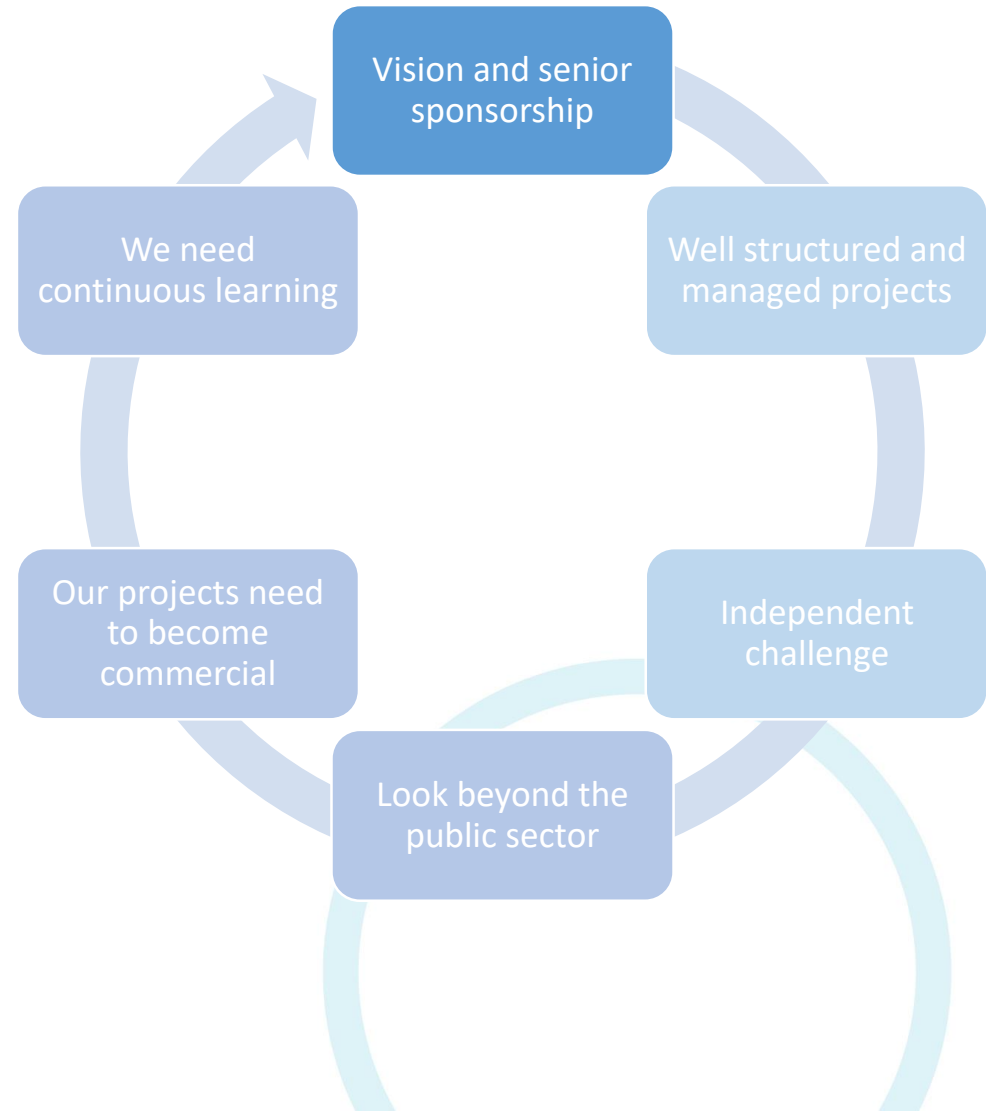 Vision and senior
sponsorship
Well structured and
managed projects
Independent
challenge
Look beyond the
public sector
Our projects need
to become
commercial
We need
continuous learning